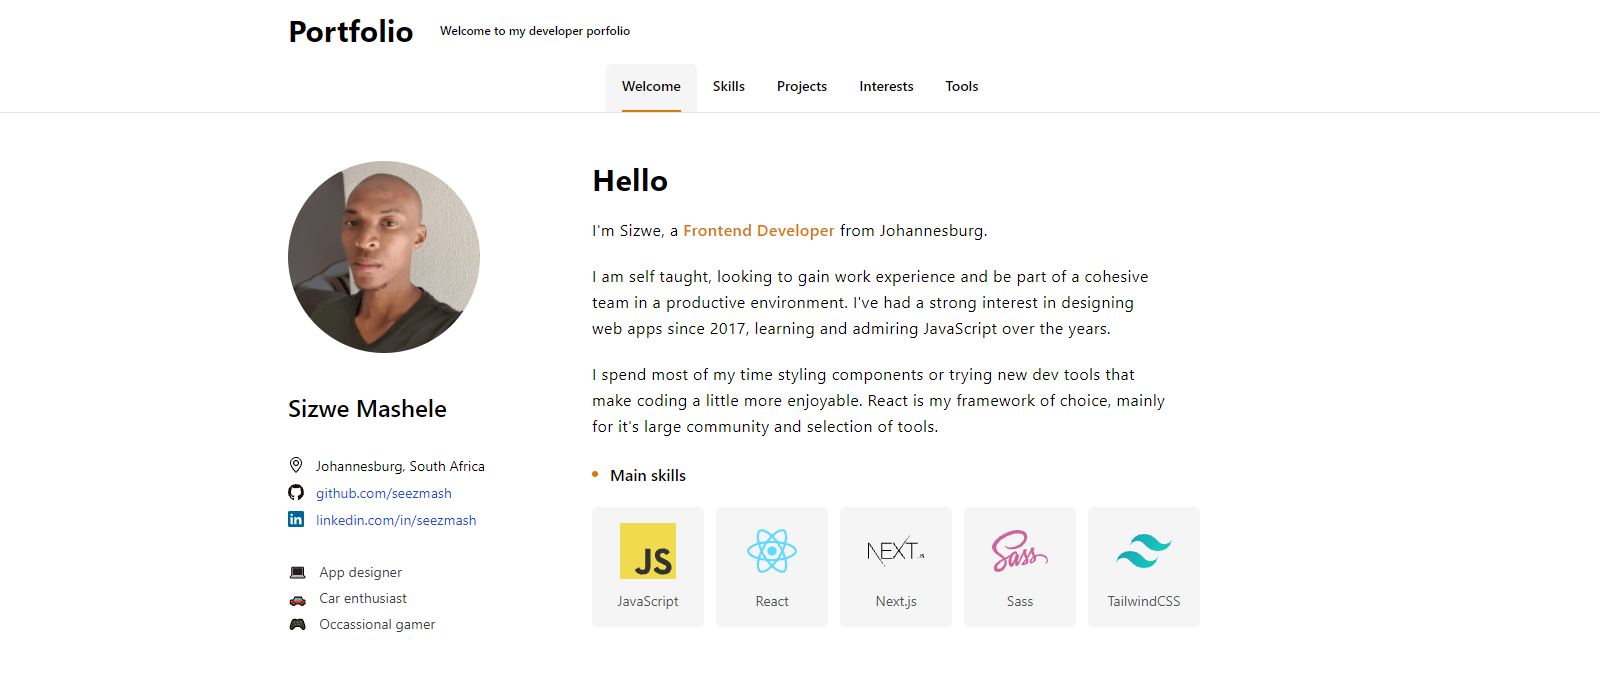 Portfolio
Welcome to my developer porfolio
Welcome
Skills
Projects
Interests
Tools
Sizwe Mashele
Johannesburg, South Africa
github.com/seezmash
linkedin.com/in/seezmash
App designer
Car enthusiast
Occassional gamer
Hello
I'm Sizwe, a Frontend Developer from Johannesburg.
I am self taught, looking to gain work experience and be part of a cohesive
team in a productive environment. I've had a strong interest in designing
web apps since 2017, learning and admiring JavaScript over the years.
I spend most of my time styling components or trying new dev tools that
make coding a little more enjoyable. React is my framework of choice, mainly
for it's large community and selection of tools.
Main skills
JS
JavaScript
React
NEXT.JS
Next.js
Sass
Sass
TailwindCSS